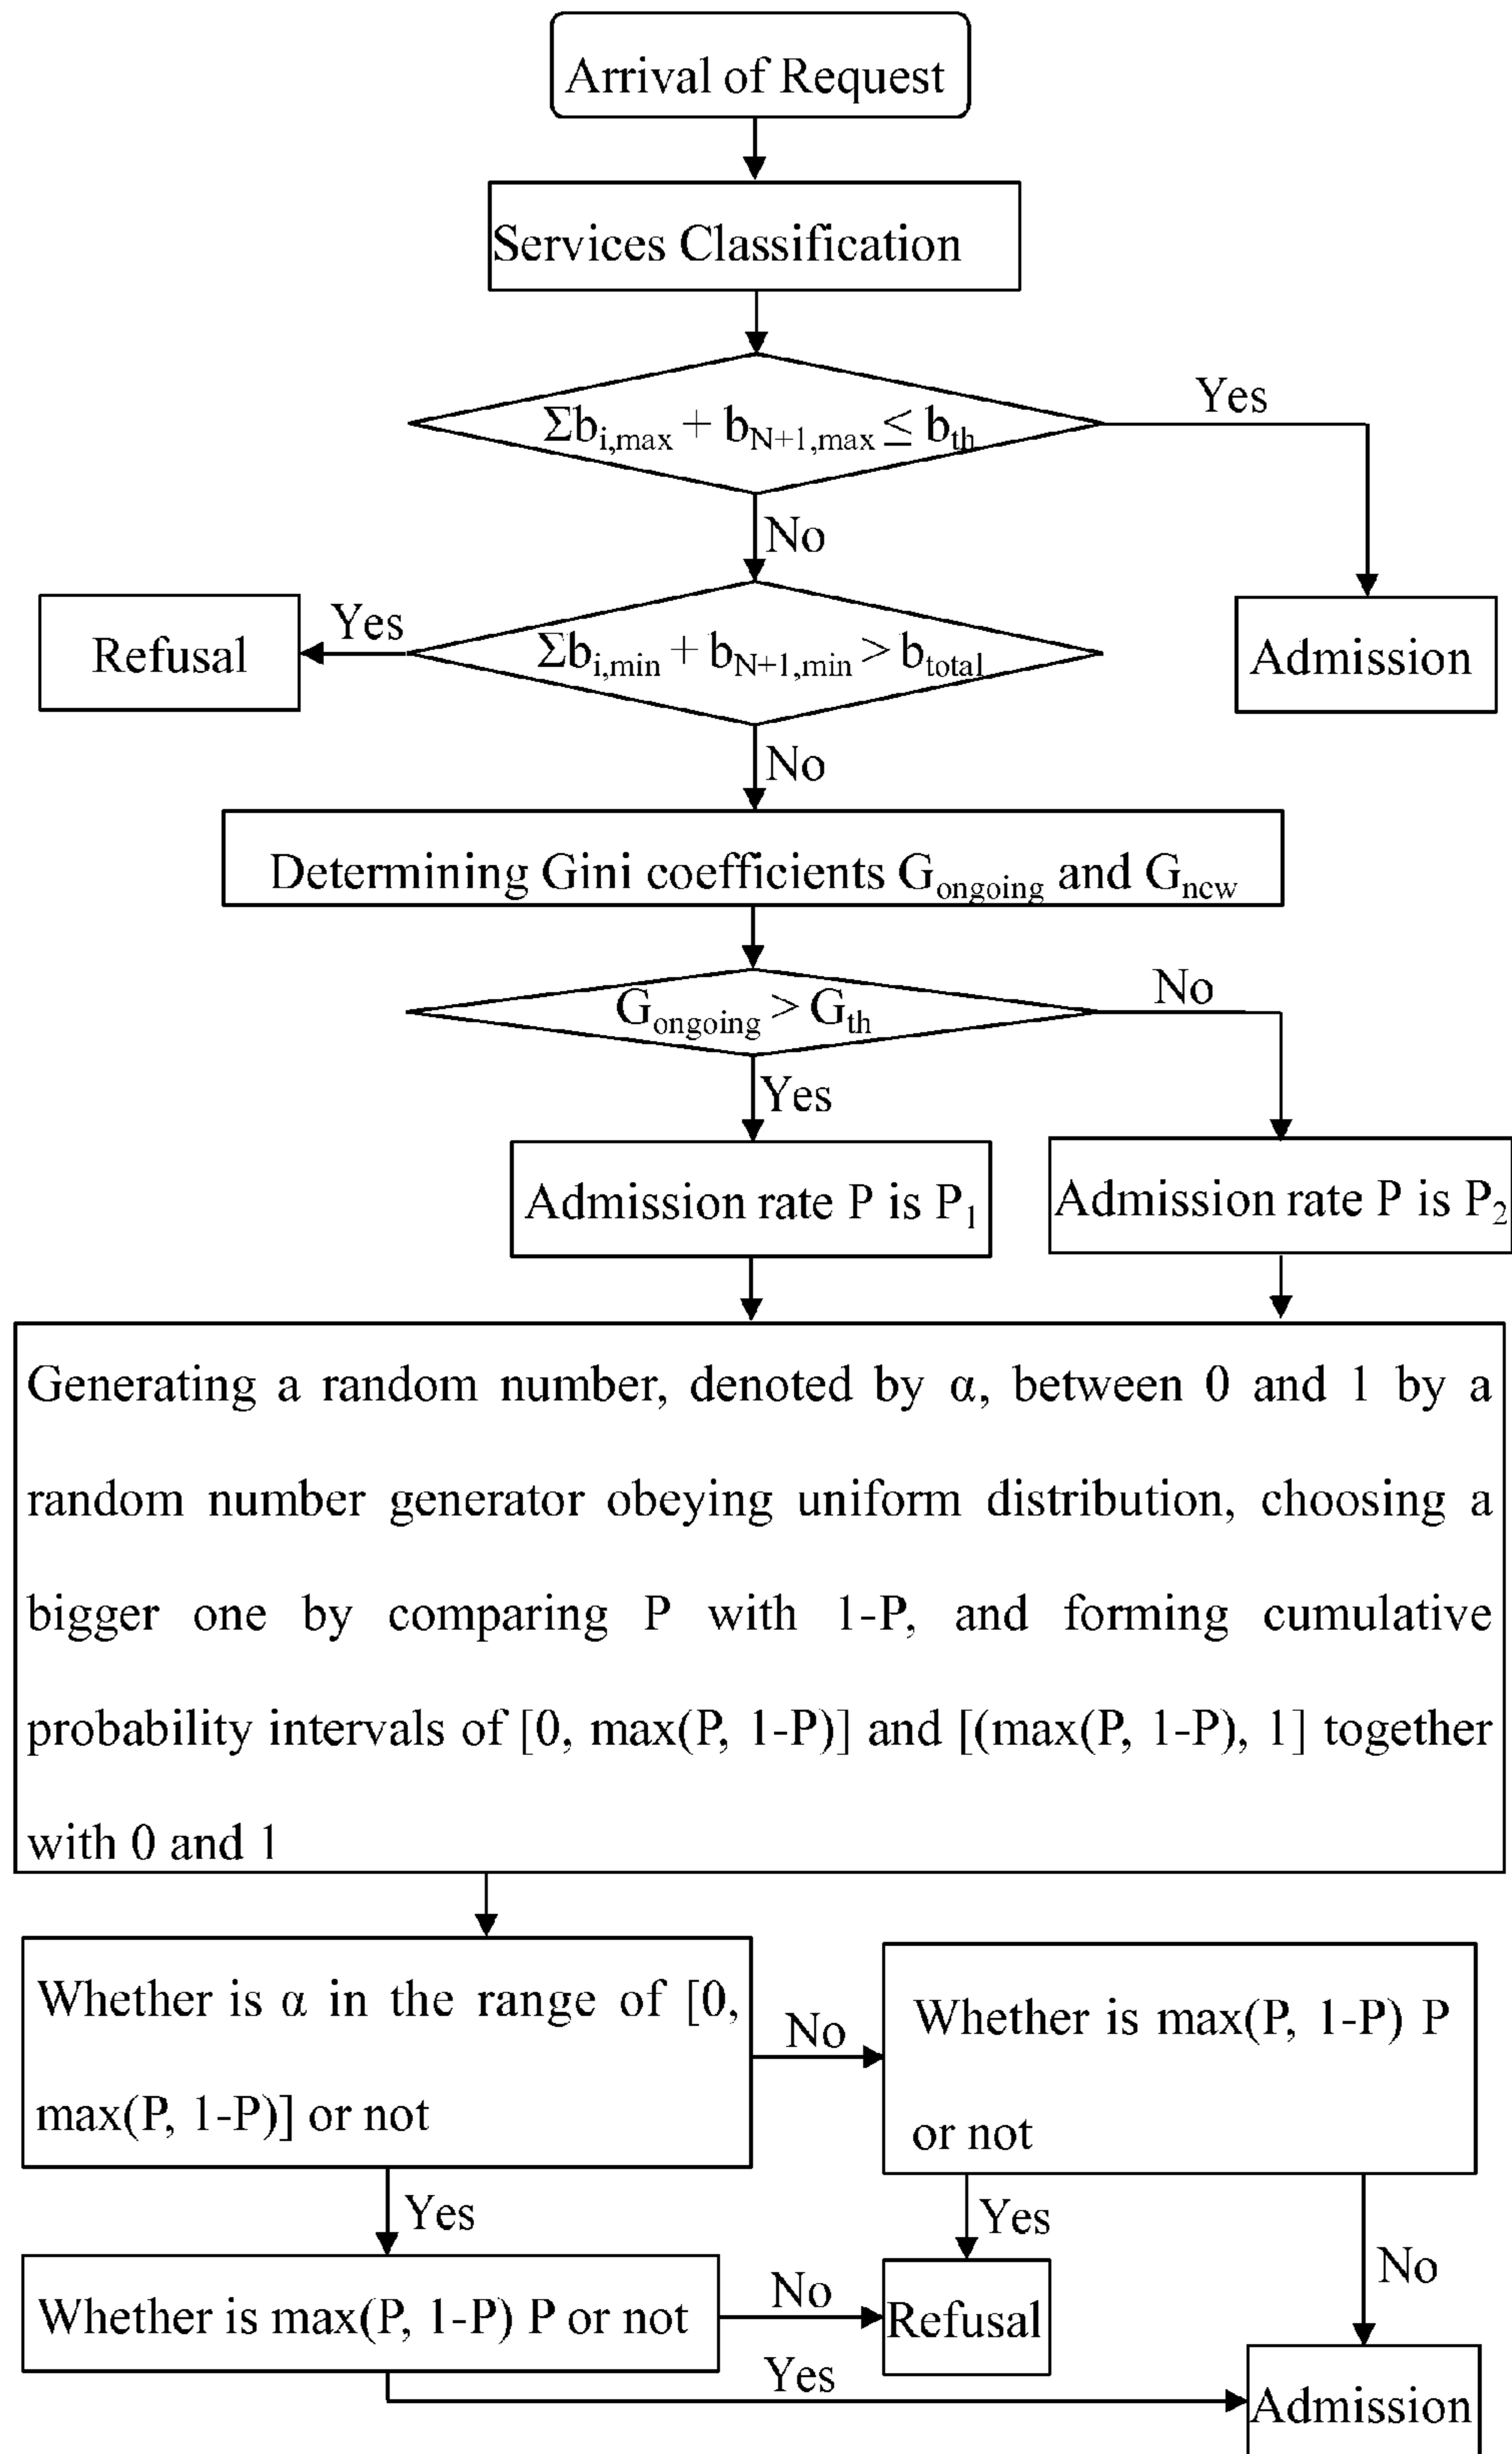 Arrival of Request
Services Classification
Σbi,max + bN+1,max ≤ bth
Yes
No
Refusal
Yes
Σbi,min + bN+1,min > btotal
Admission
No
Determining Gini coefficients Gongoing and Gnew
Gongoing > Gth
No
Yes
Admission rate P is P1
Admission rate P is P2
Generating a random number, denoted by α, between 0 and 1 by a
random number generator obeying uniform distribution, choosing a
bigger one by comparing P with 1-P, and forming cumulative
probability intervals of [0, max(P, 1-P)] and [(max(P, 1-P), 1] together
with 0 and 1
Whether is α in the range of [0,
max(P, 1-P)] or not
No
Whether is max(P, 1-P) P
or not
Yes
Yes
No
Whether is max(P, 1-P) P or not
No
Refusal
Yes
Admission